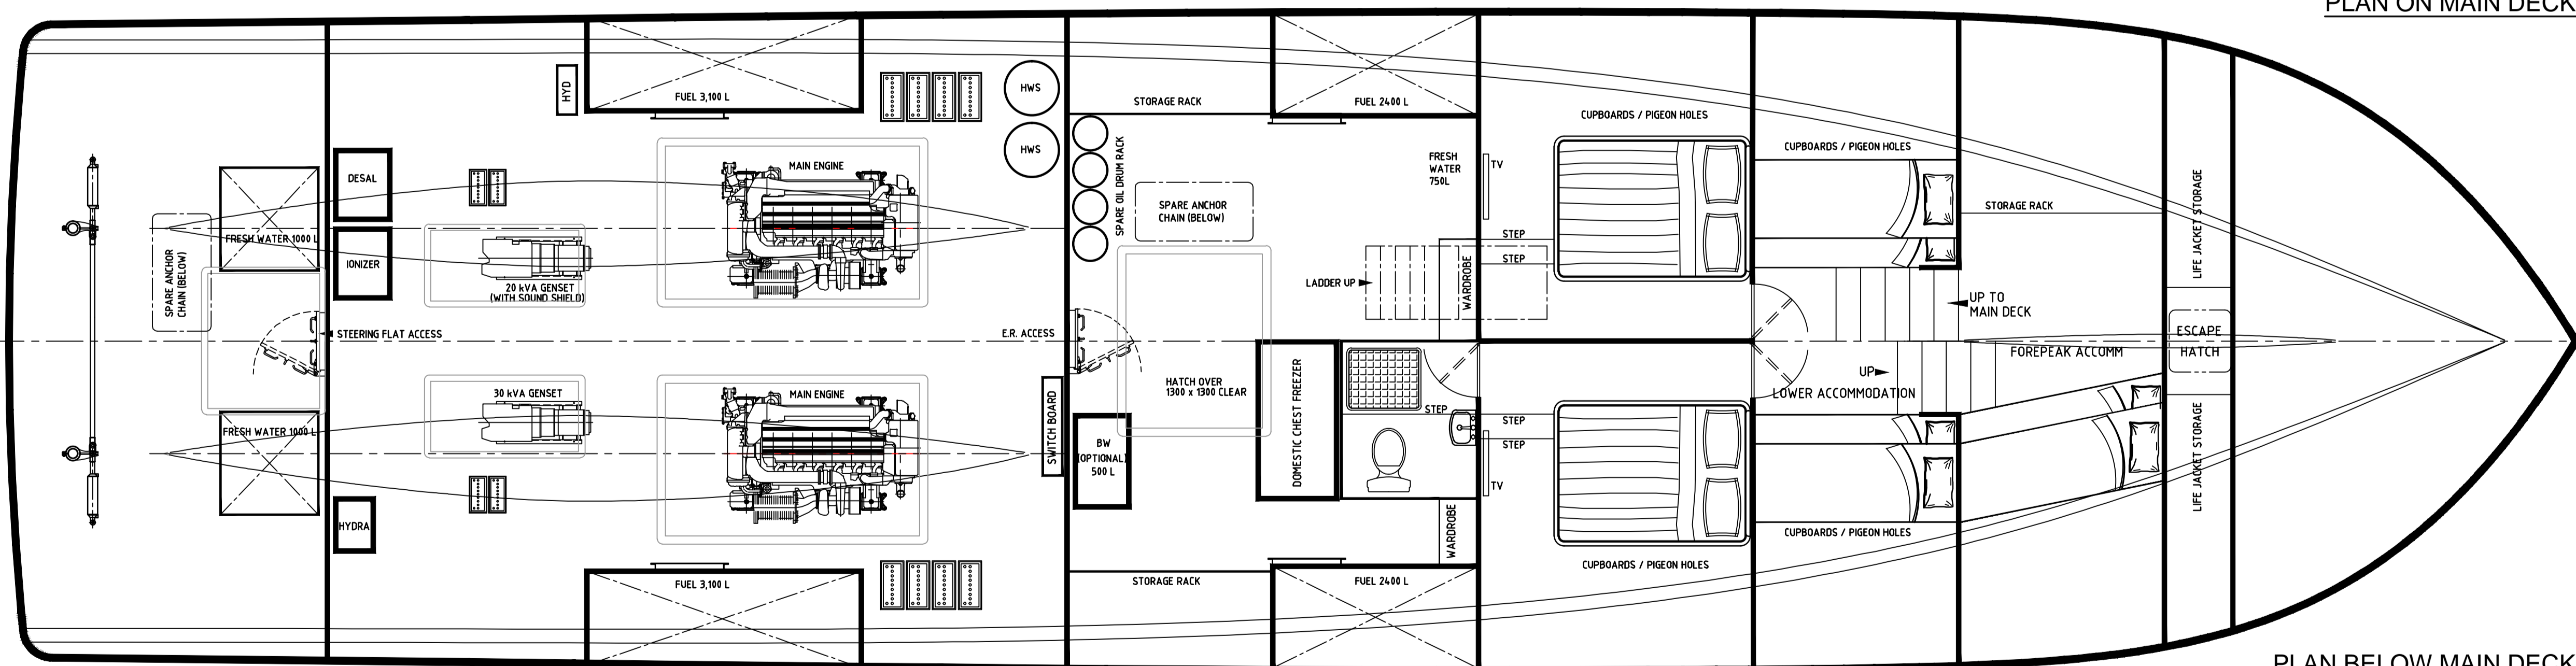 PLAN ON MAIN DECK
HYD
FUEL 3,100 L
HWS
HWS
STORAGE RACK
FUEL 2400 L
CUPBOARDS / PIGEON HOLES
CUPBOARDS / PIGEON HOLES
DESAL
MAIN ENGINE
SPARE OIL DRUM RACK
FRESH
WATER
750L
TV
SPARE ANCHOR
CHAIN (BELOW)
STORAGE RACK
LIFE JACKET STORAGE
FRESH WATER 1000 L
SPARE ANCHOR
CHAIN (BELOW)
IONIZER
20 kVA GENSET
(WITH SOUND SHIELD)
STEP
STEP
LADDER UP
WARDROBE
UP TO
MAIN DECK
STEERING FLAT ACCESS
E.R. ACCESS
ESCAPE
HATCH
FOREPEAK ACCOMM
UP
LOWER ACCOMMODATION
30 kVA GENSET
MAIN ENGINE
HATCH OVER
1300 x 1300 CLEAR
DOMESTIC CHEST FREEZER
STEP
STEP
STEP
FRESH WATER 1000 L
SWITCH BOARD
BW
(OPTIONAL)
500 L
TV
LIFE JACKET STORAGE
HYDRA
WARDROBE
CUPBOARDS / PIGEON HOLES
CUPBOARDS / PIGEON HOLES
FUEL 3,100 L
STORAGE RACK
FUEL 2400 L
PLAN BELOW MAIN DECK